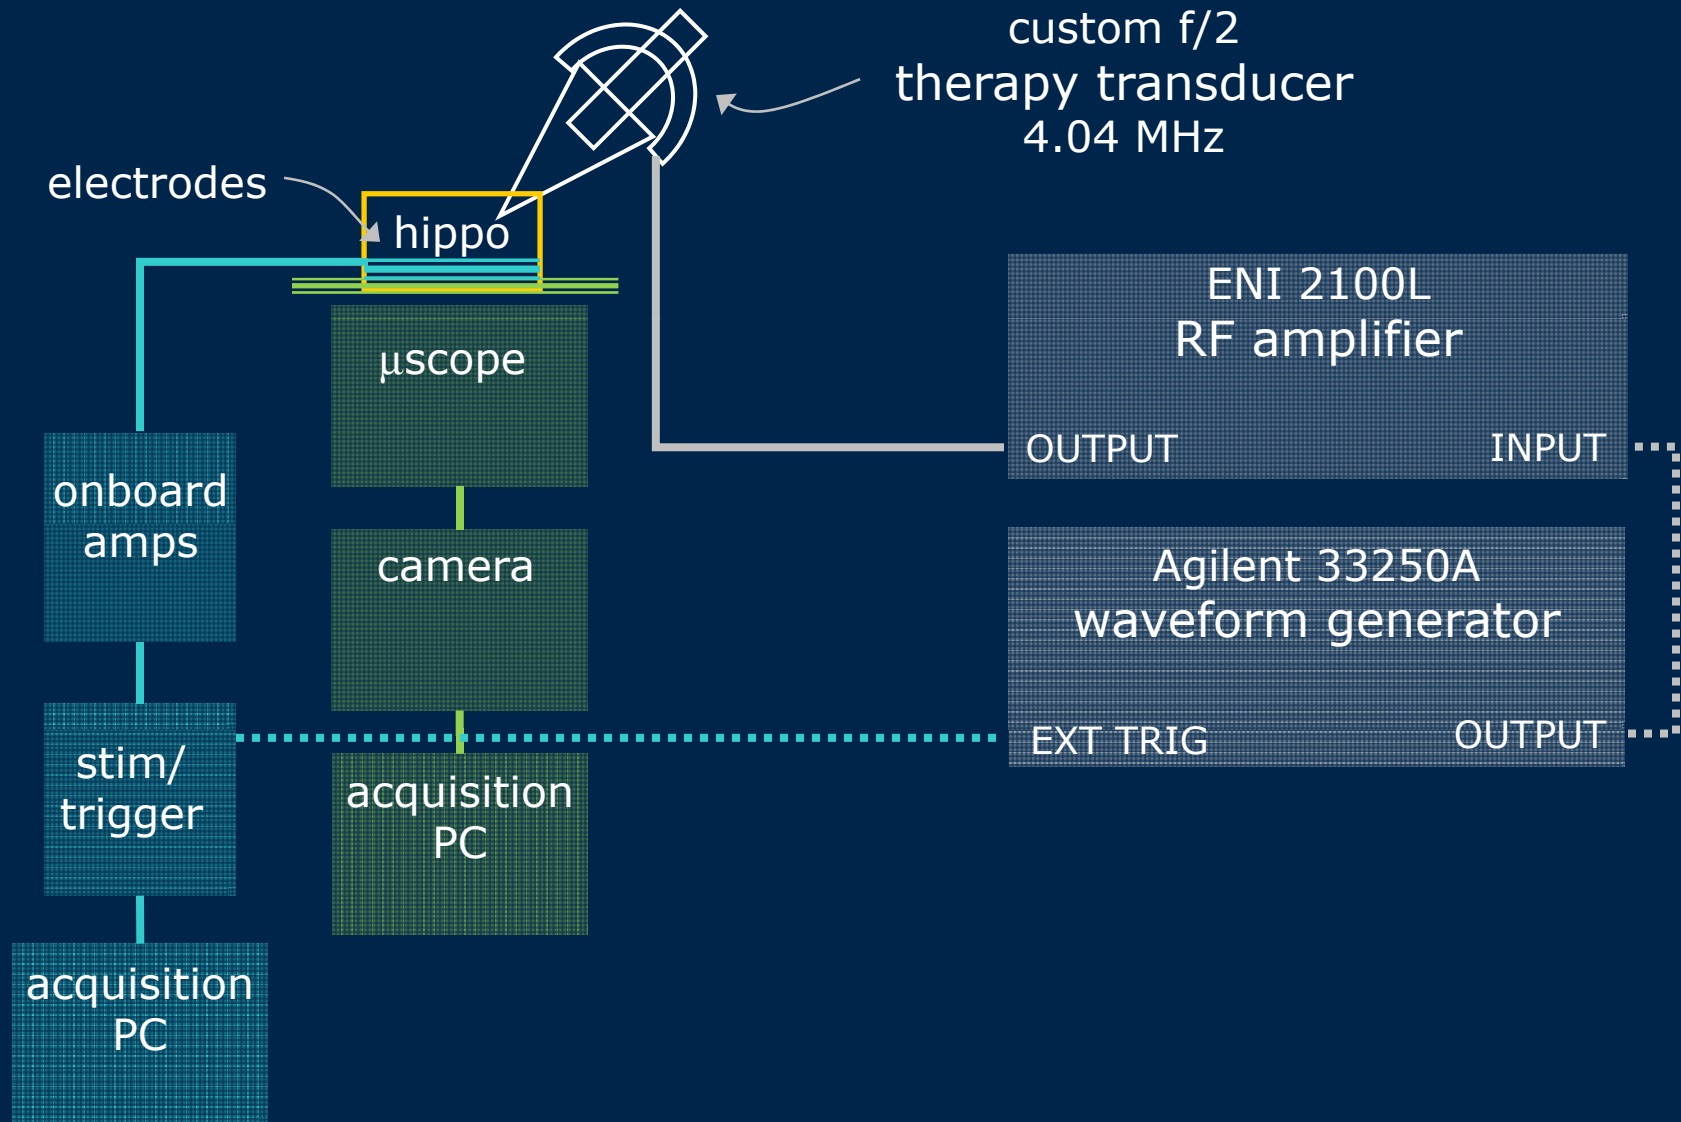 custom f/2
therapy transducer
4.04 MHz
electrodes
hippo
ENI 2100L
RF amplifier
OUTPUT
INPUT
μscope
onboard
amps
camera
Agilent 33250A
waveform generator
EXT TRIG
OUTPUT
stim/
trigger
acquisition
PC
acquisition
PC